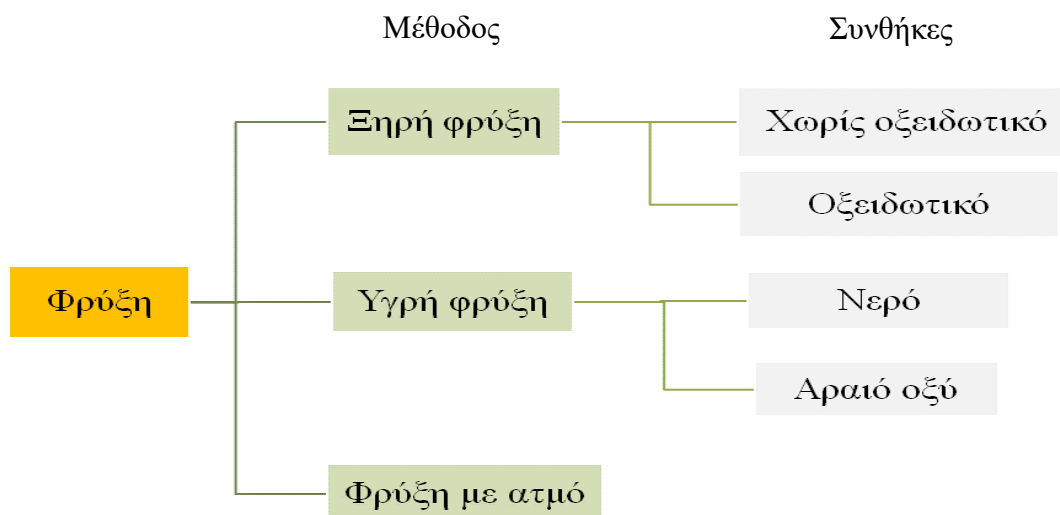 Μέθοδος
Συνθήκες
Ξηρή φρύξη
Χωρίς οξειδωτικό
Οξειδωτικό
Φρύξη
Υγρή φρύξη
Νερό
Αραιό οξύ
Φρύξη με ατμό